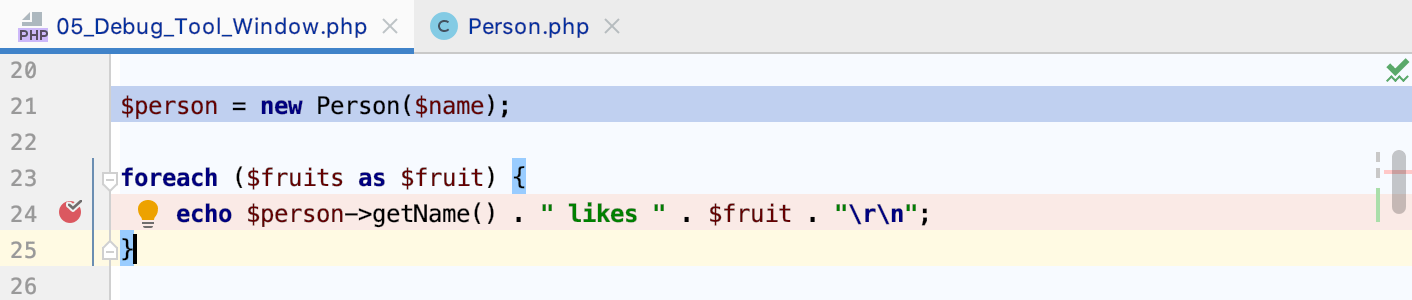 PHP 05_Debug_Tool_Window.php C Person.php
20
21 $person = new Person($name);
22
23 foreach ($fruits as $fruit) {
24 echo $person->getName() . " likes " . $fruit . "\r\n";
25 }
26